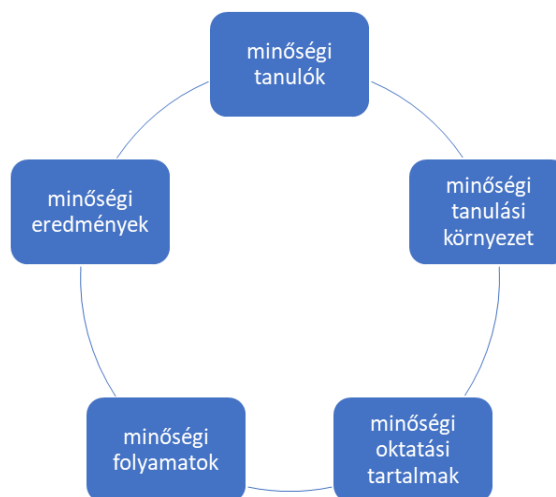 minőségi
tanulók
minőségi
tanulási
környezet
minőségi
oktatási
tartalmak
minőségi
folyamatok
minőségi
eredmények